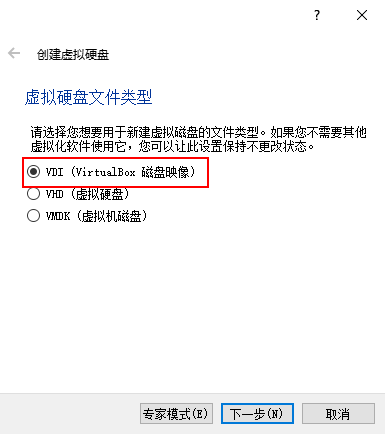 ?
创建虚拟硬盘
虚拟硬盘文件类型
请选择您想要用于新建虚拟磁盘的文件类型。如果您不需要其他
虚拟化软件使用它，您可以让此设置保持不更改状态。
VDI (VirtualBox 磁盘映像)
VHD (虚拟硬盘)
VMDK (虚拟机磁盘)
专家模式(E) 下一步(N) 取消